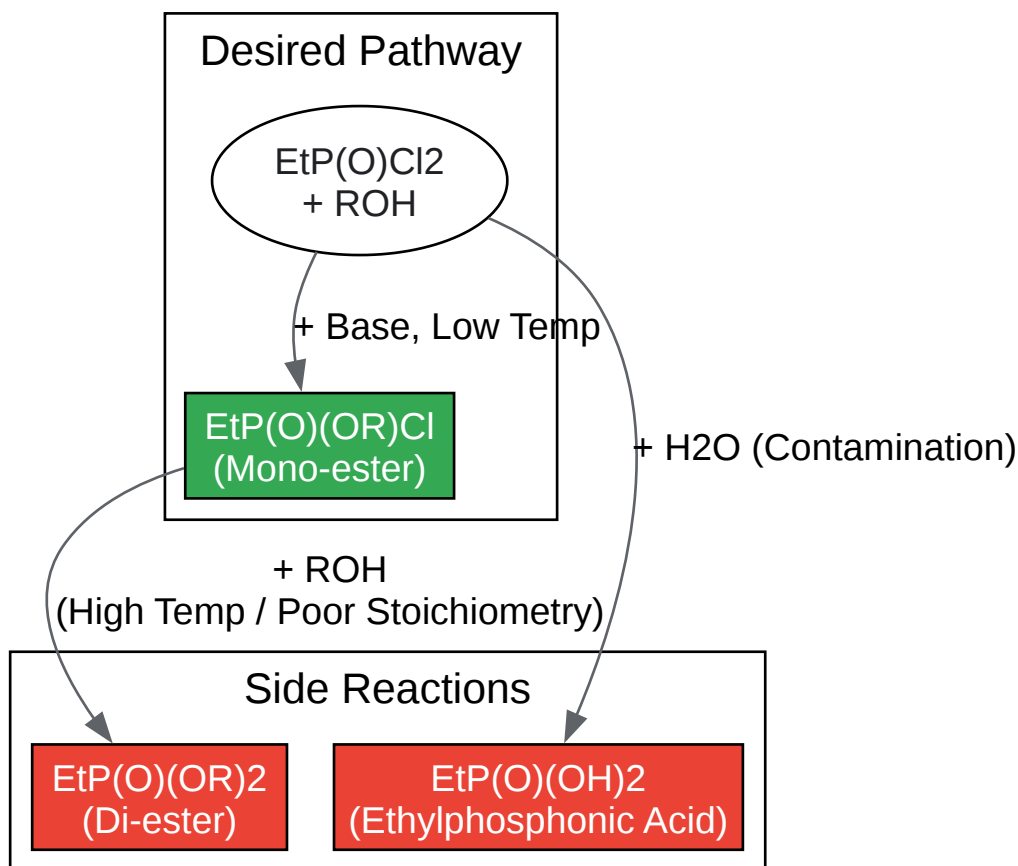 Desired Pathway
EtP(O)Cl2
+ ROH
+ Base, Low Temp
EtP(O)(OR)Cl
(Mono-ester)
+ H2O (Contamination)
+ ROH
(High Temp / Poor Stoichiometry)
Side Reactions
EtP(O)(OR)2
(Di-ester)
EtP(O)(OH)2
(Ethylphosphonic Acid)